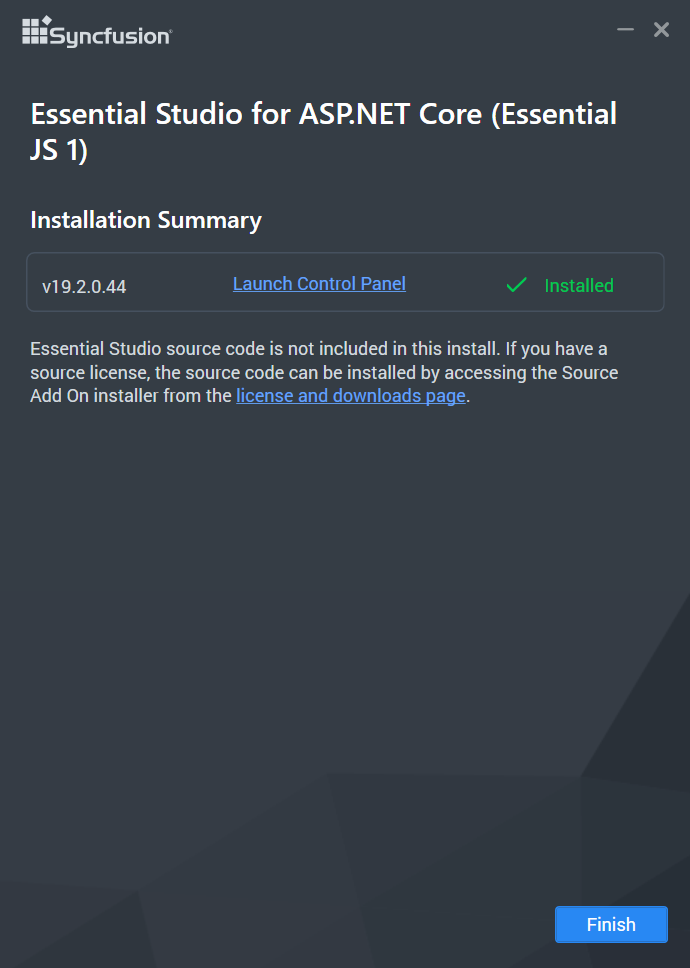 Syncfusion®
Essential Studio for ASP.NET Core (Essential
JS 1)
Installation Summary
v19.2.0.44 Launch Control Panel Installed
Essential Studio source code is not included in this install. If you have a
source license, the source code can be installed by accessing the Source
Add On installer from the license and downloads page.
Finish